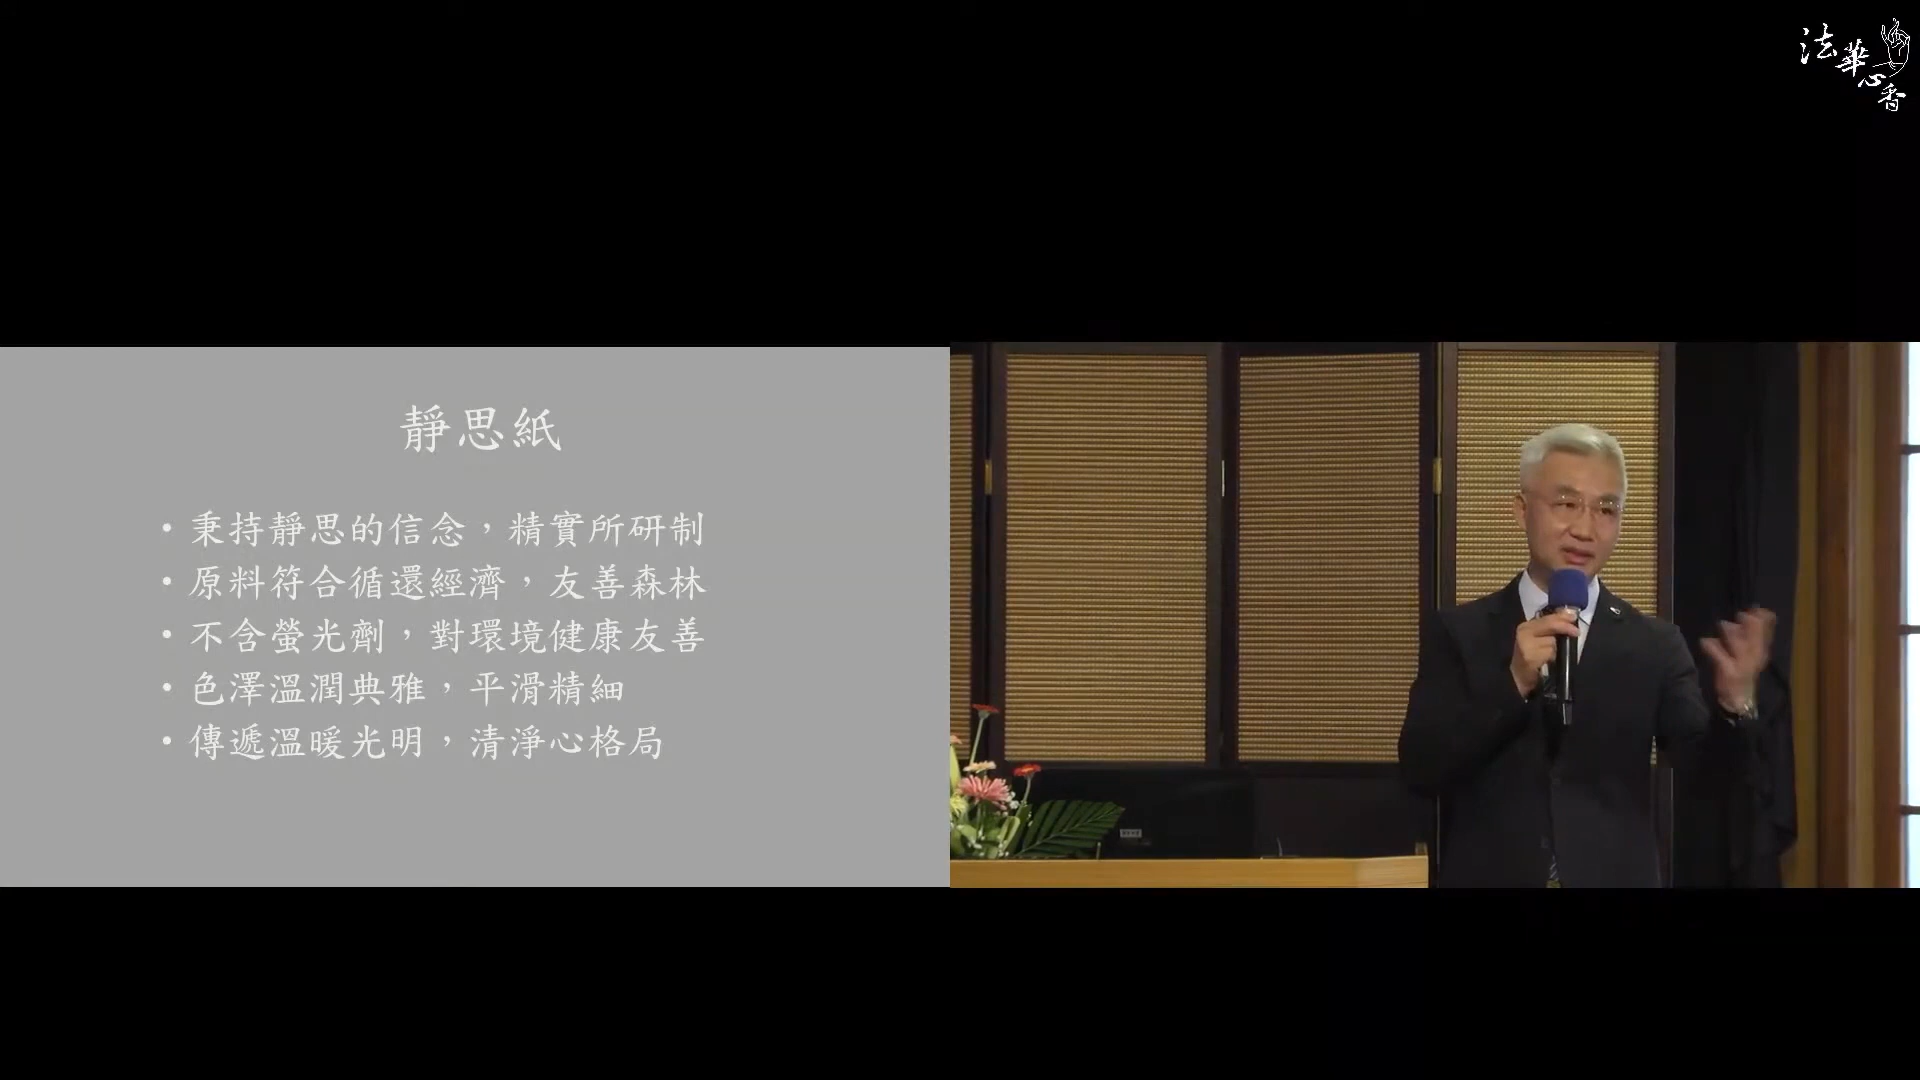 法華心香
靜思紙
• 秉持靜思的信念，精實所研制
• 原料符合循還經濟，友善森林
• 不含螢光劑，對環境健康友善
• 色澤溫潤典雅，平滑精細
• 傳遞溫暖光明，清淨心格局